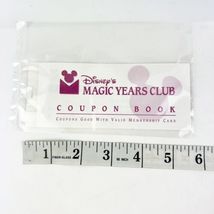 Disney's
MAGIC YEARS CLUB
COUPON BOOK
COUPONS GOOD WITH VALID MEMBERSHIP CARD
1 2 3 4 5 6